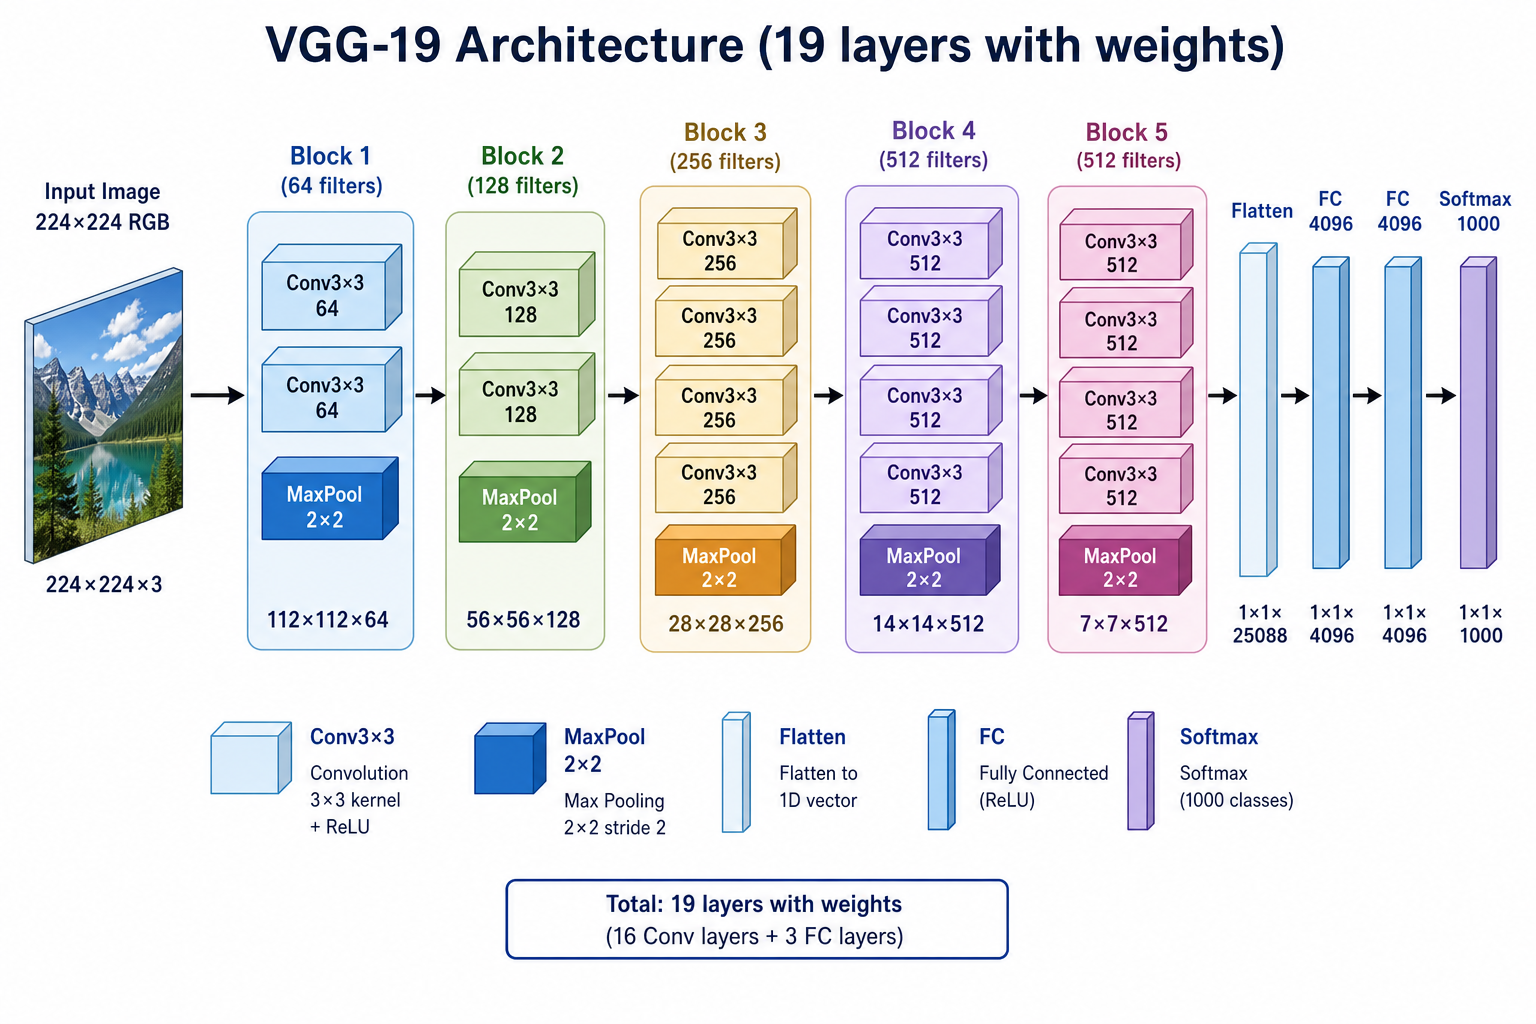 VGG-19 Architecture (19 layers with weights)
Input Image
224×224 RGB
224×224×3
Block 1
(64 filters)
Conv3×3
64
Conv3×3
64
MaxPool
2×2
112×112×64
Block 2
(128 filters)
Conv3×3
128
Conv3×3
128
MaxPool
2×2
56×56×128
Block 3
(256 filters)
Conv3×3
256
Conv3×3
256
Conv3×3
256
Conv3×3
256
MaxPool
2×2
28×28×256
Block 4
(512 filters)
Conv3×3
512
Conv3×3
512
Conv3×3
512
Conv3×3
512
MaxPool
2×2
14×14×512
Block 5
(512 filters)
Conv3×3
512
Conv3×3
512
Conv3×3
512
Conv3×3
512
MaxPool
2×2
7×7×512
Flatten
1×1×
25088
FC
4096
1×1×
4096
FC
4096
1×1×
4096
Softmax
1000
1×1×
1000
Conv3×3
Convolution
3×3 kernel
+ ReLU
MaxPool
2×2
Max Pooling
2×2 stride 2
Flatten
Flatten to
1D vector
FC
Fully Connected
(ReLU)
Softmax
Softmax
(1000 classes)
Total: 19 layers with weights
(16 Conv layers + 3 FC layers)